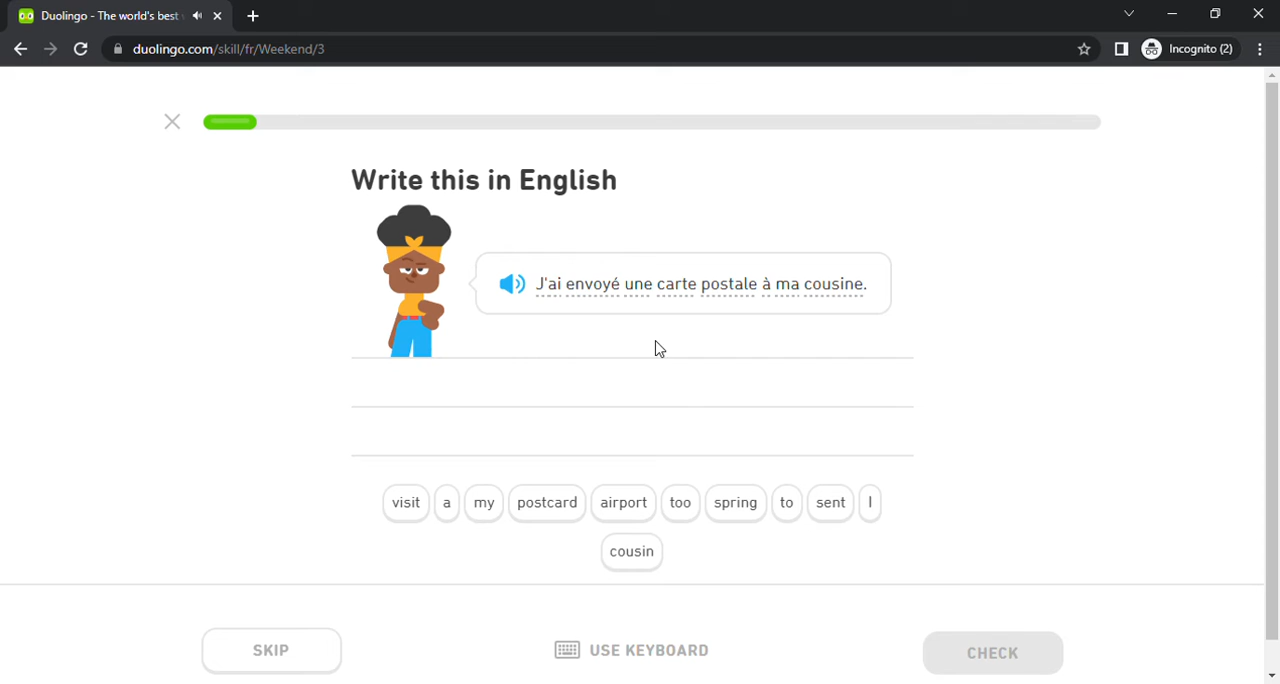 Duolingo - The world's best
duolingo.com/skill/fr/Weekend/3
Incognito (2)
Write this in English
J'ai envoyé une carte postale à ma cousine.
visit a my postcard airport too spring to sent I
cousin
SKIP
USE KEYBOARD
CHECK